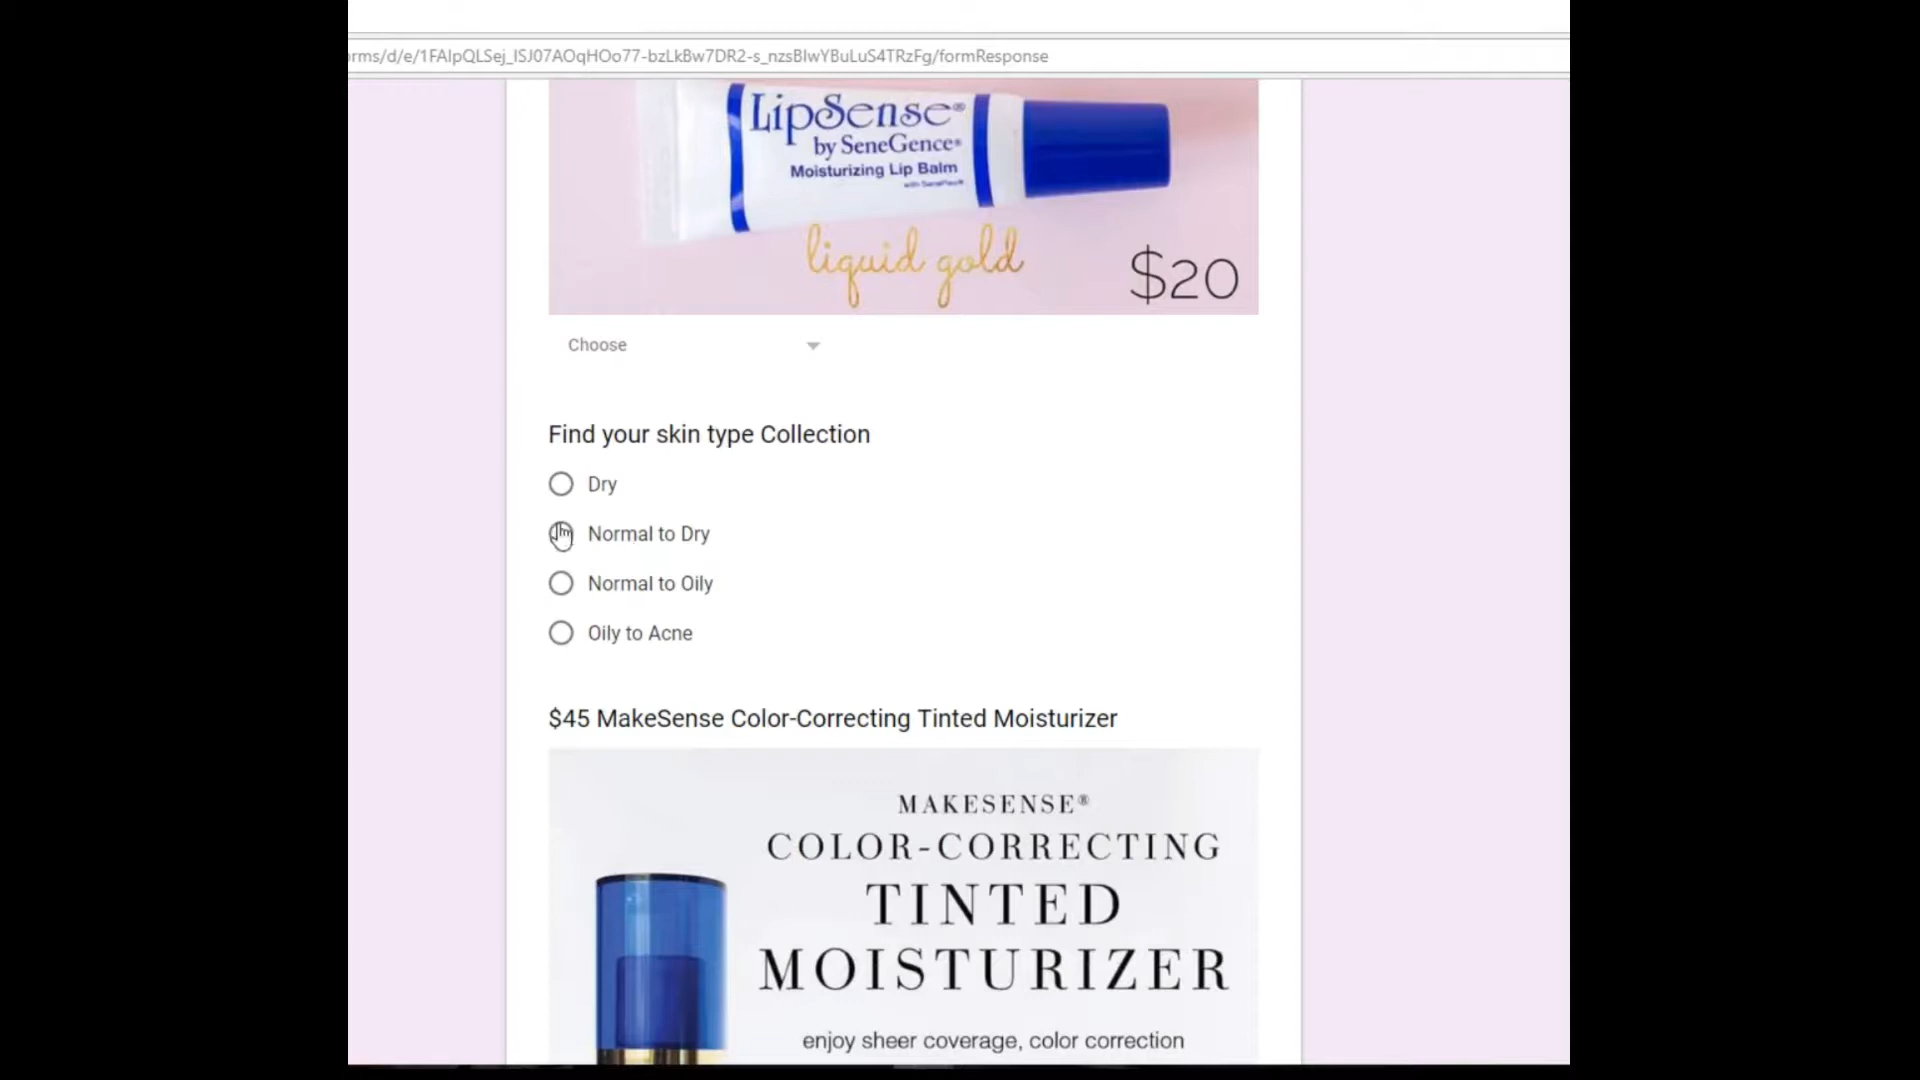 rms/d/e/1FAIpQLSej_ISJ07AOqHOo77-bzLkBw7DR2-s_nzsBIwYBuLuS4TRzFg/formResponse
LipSense®
by SeneGence®
Moisturizing Lip Balm
liquid gold
$20
Choose
Find your skin type Collection
Dry
Normal to Dry
Normal to Oily
Oily to Acne
$45 MakeSense Color-Correcting Tinted Moisturizer
MAKESENSE®
COLOR-CORRECTING
TINTED
MOISTURIZER
enjoy sheer coverage, color correction